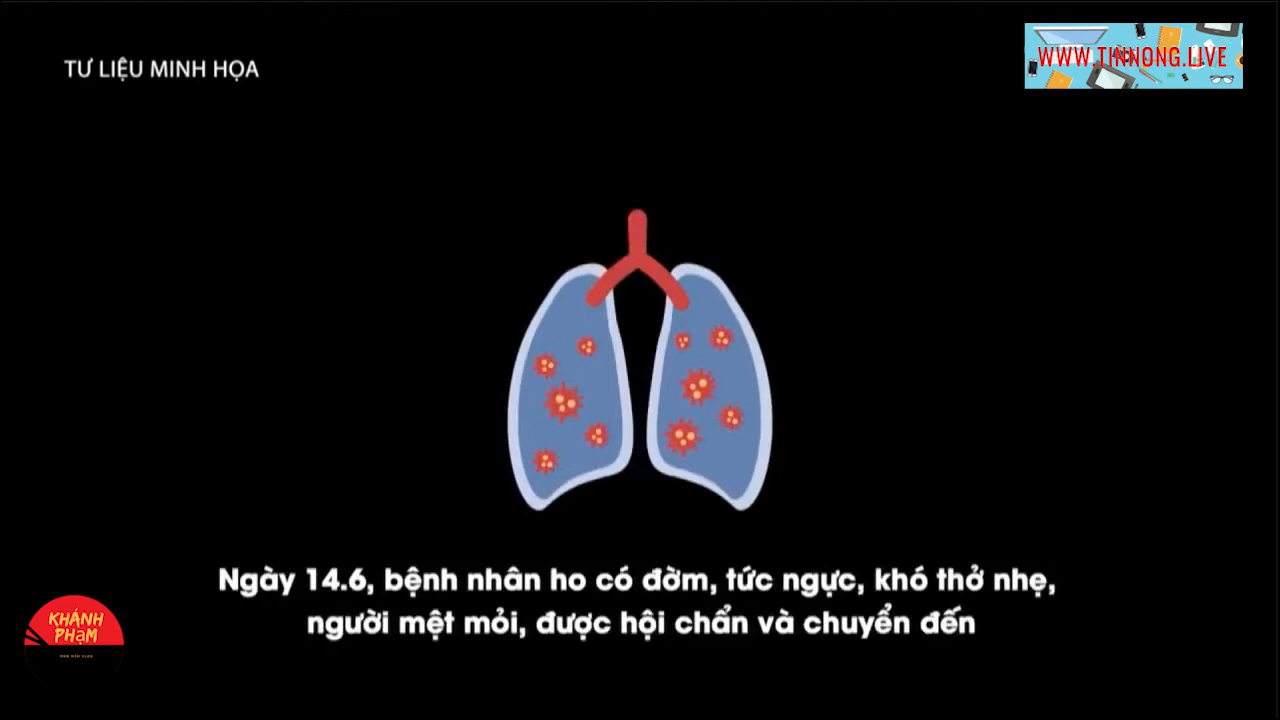 TƯ LIỆU MINH HỌA
WWW.TINNONG.LIVE
Ngày 14.6, bệnh nhân ho có đờm, tức ngực, khó thở nhẹ,
người mệt mỏi, được hội chẩn và chuyển đến
KHÁNH
PHẠM